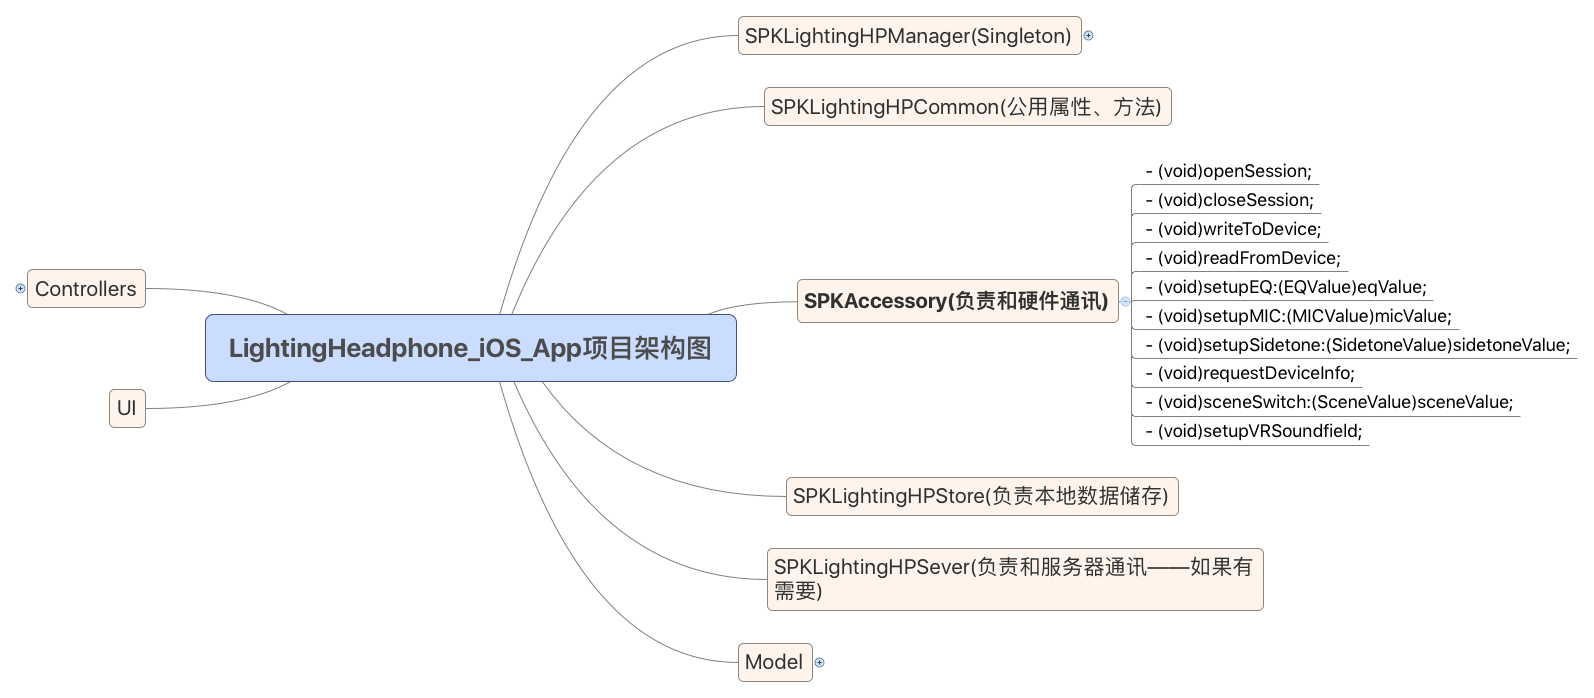 SPKLightingHPManager(Singleton)
SPKLightingHPCommon(公用属性、方法)
- (void)openSession;
- (void)closeSession;
- (void)writeToDevice;
- (void)readFromDevice;
Controllers
SPKAccessory(负责和硬件通讯)
- (void)setupEQ:(EQValue)eqValue;
- (void)setupMIC:(MICValue)micValue;
LightingHeadphone_iOS_App项目架构图
- (void)setupSidetone:(SidetoneValue)sidetoneValue;
- (void)requestDeviceInfo;
UI
- (void)sceneSwitch:(SceneValue)sceneValue;
- (void)setupVRSoundfield;
SPKLightingHPStore(负责本地数据储存)
SPKLightingHPSever(负责和服务器通讯——如果有
需要)
Model